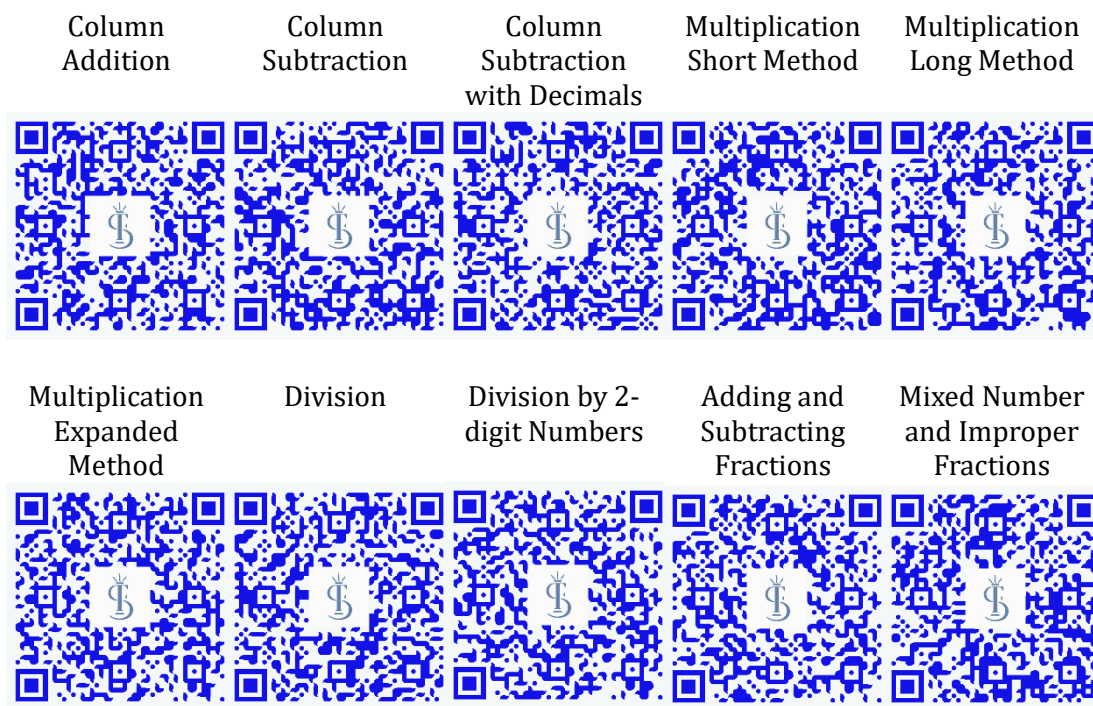 Column
Addition
Column
Subtraction
Column
Subtraction
with Decimals
Multiplication
Short Method
Multiplication
Long Method
Multiplication
Expanded
Method
Division
Division by 2-
digit Numbers
Adding and
Subtracting
Fractions
Mixed Number
and Improper
Fractions